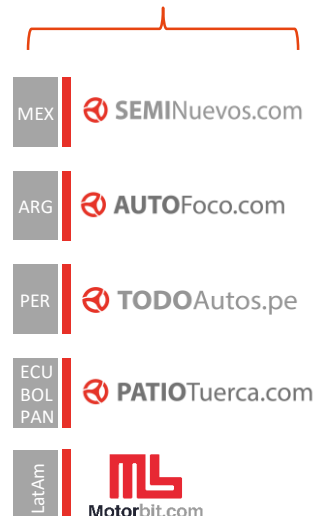 MEX
SEMINuevos.com
ARG
AUTOFoco.com
PER
TODOAutos.pe
ECU
BOL
PAN
PATIOTuerca.com
LatAm
Motorbit.com